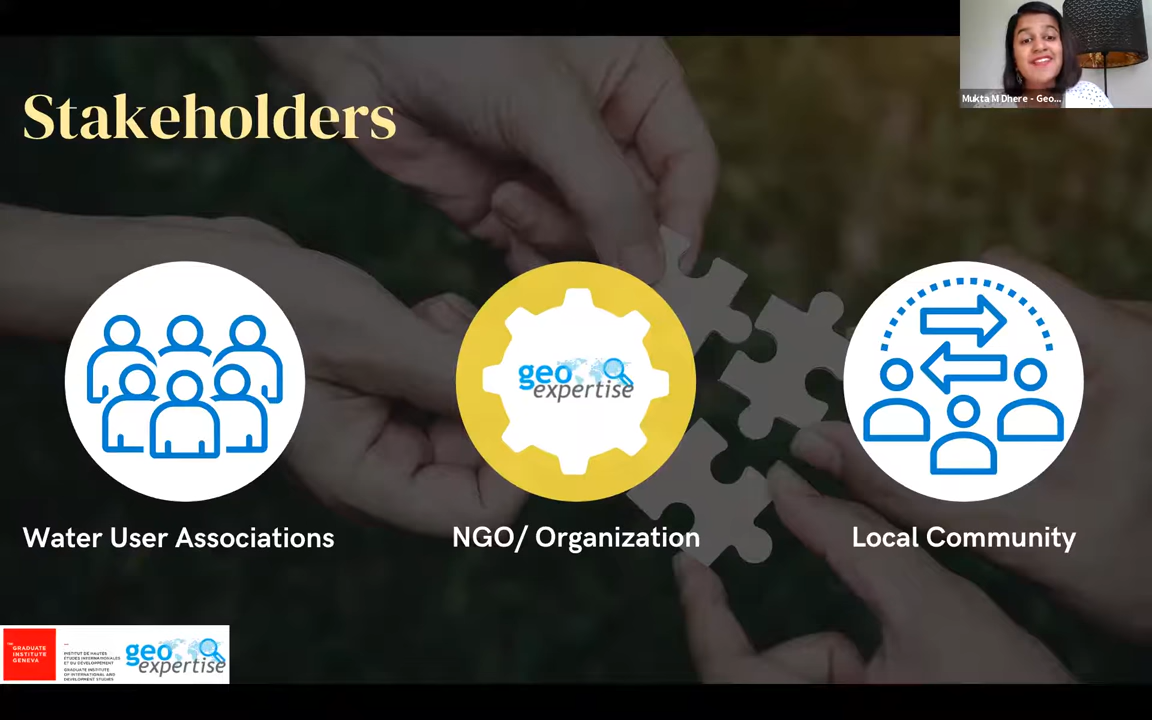 Stakeholders
Mukta M Dhere - Geo...
geo
expertise
Water User Associations
NGO/ Organization
Local Community
THE
GRADUATE
INSTITUTE
GENEVA
INSTITUT DE HAUTES
ÉTUDES INTERNATIONALES
ET DU DÉVELOPPEMENT
GRADUATE INSTITUTE
OF INTERNATIONAL AND
DEVELOPMENT STUDIES
geo
expertise